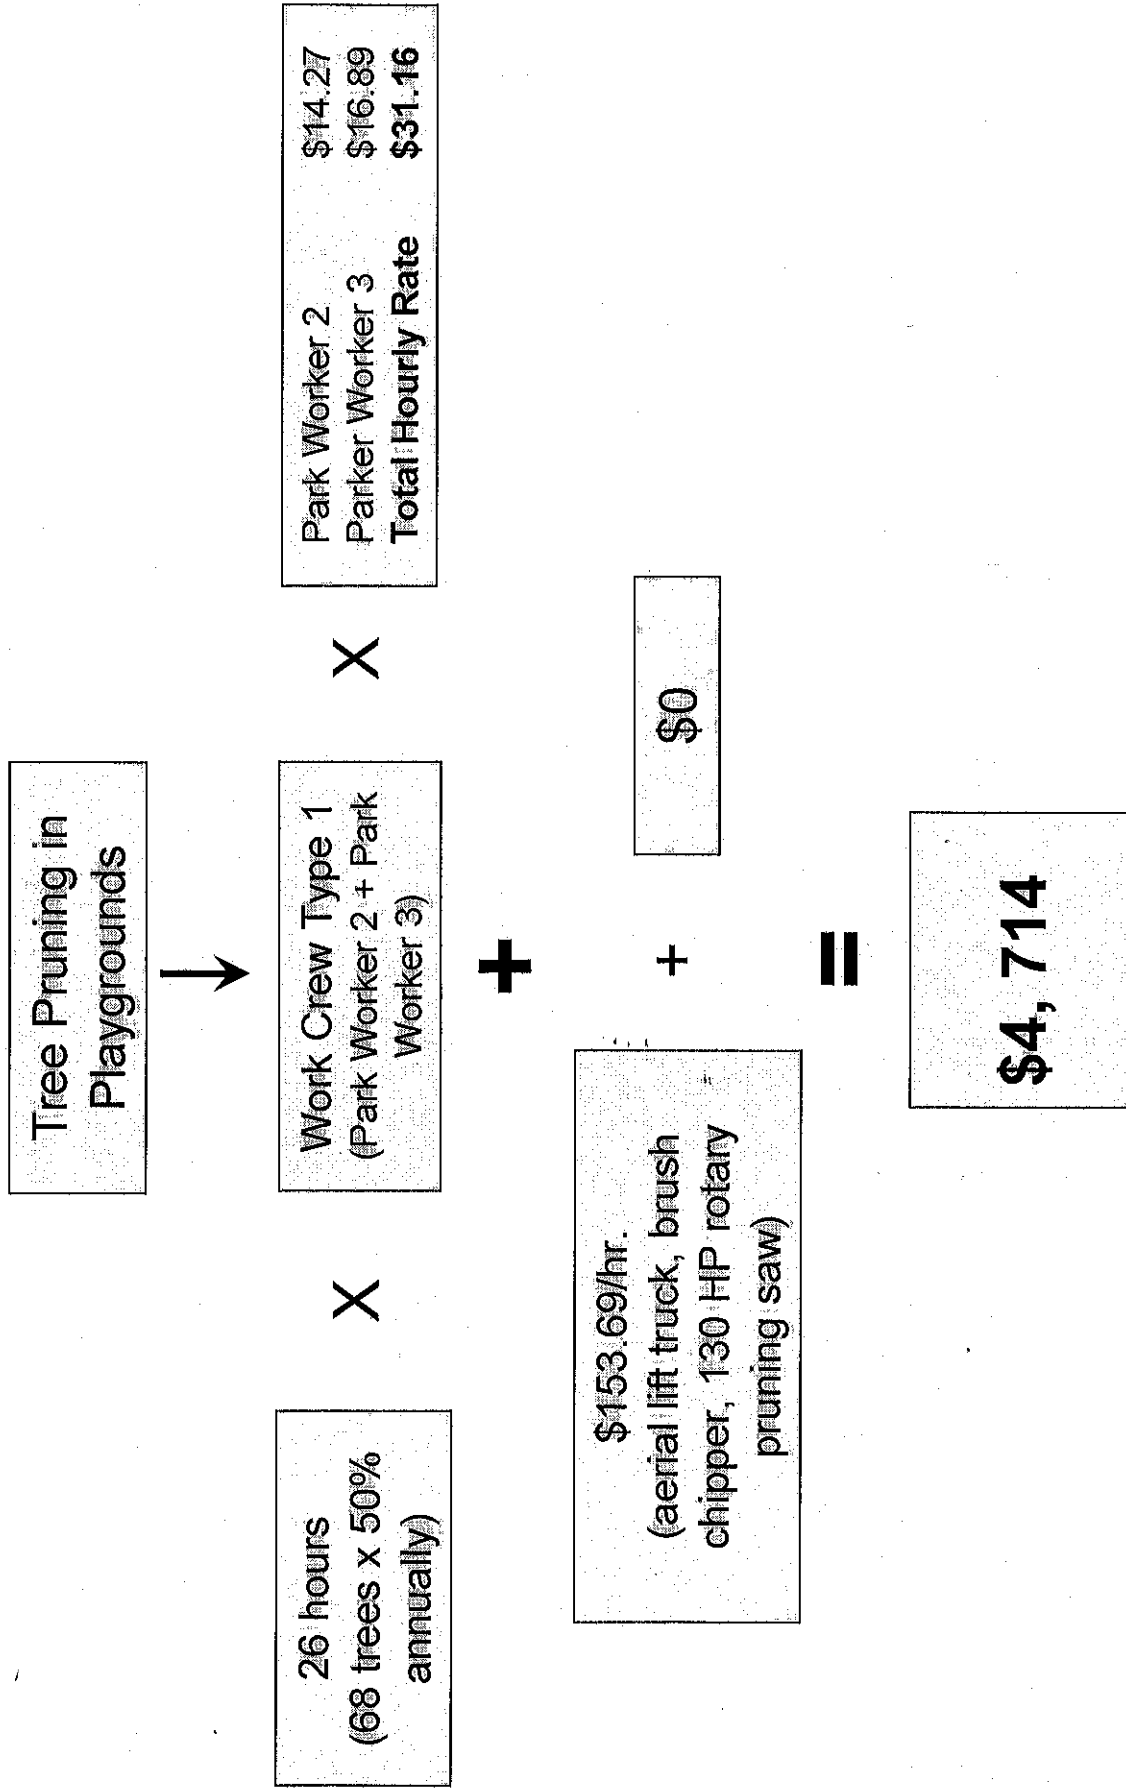 Tree Pruning in
Playgrounds
26 hours
(68 trees x 50%
annually)
X
Work Crew Type 1
(Park Worker 2 + Park
Worker 3)
X
Park Worker 2 $14.27
Parker Worker 3 $16.89
Total Hourly Rate $31.16
+
$153.69/hr.
(aerial lift truck, brush
chipper, 130 HP rotary
pruning saw)
+
$0
=
$4, 714